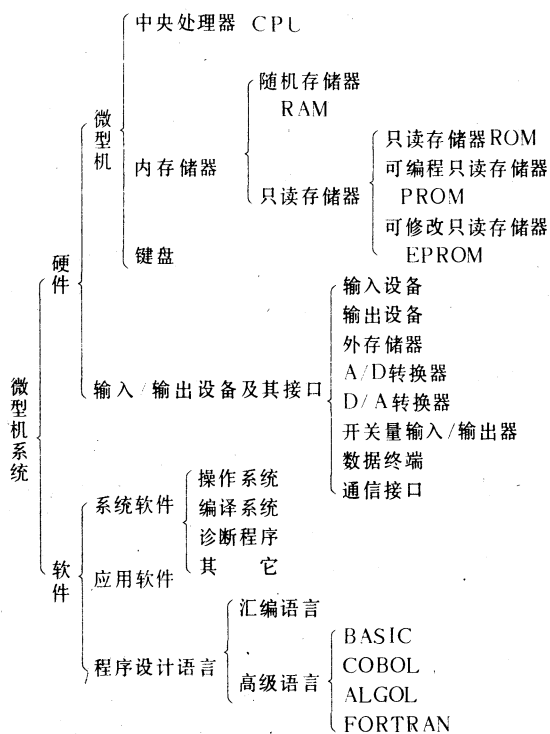 中央处理器 CPU
随机存储器
RAM
微型机
内存储器
只读存储器ROM
可编程只读存储器
PROM
只读存储器
可修改只读存储器
EPROM
键盘
硬件
输入设备
输出设备
外存储器
A/D转换器
微型机系统
输入/输出设备及其接口
D/A转换器
开关量输入/输出器
数据终端
通信接口
操作系统
系统软件
编译系统
诊断程序
软件
应用软件
其 它
汇编语言
BASIC
程序设计语言
COBOL
高级语言
ALGOL
FORTRAN